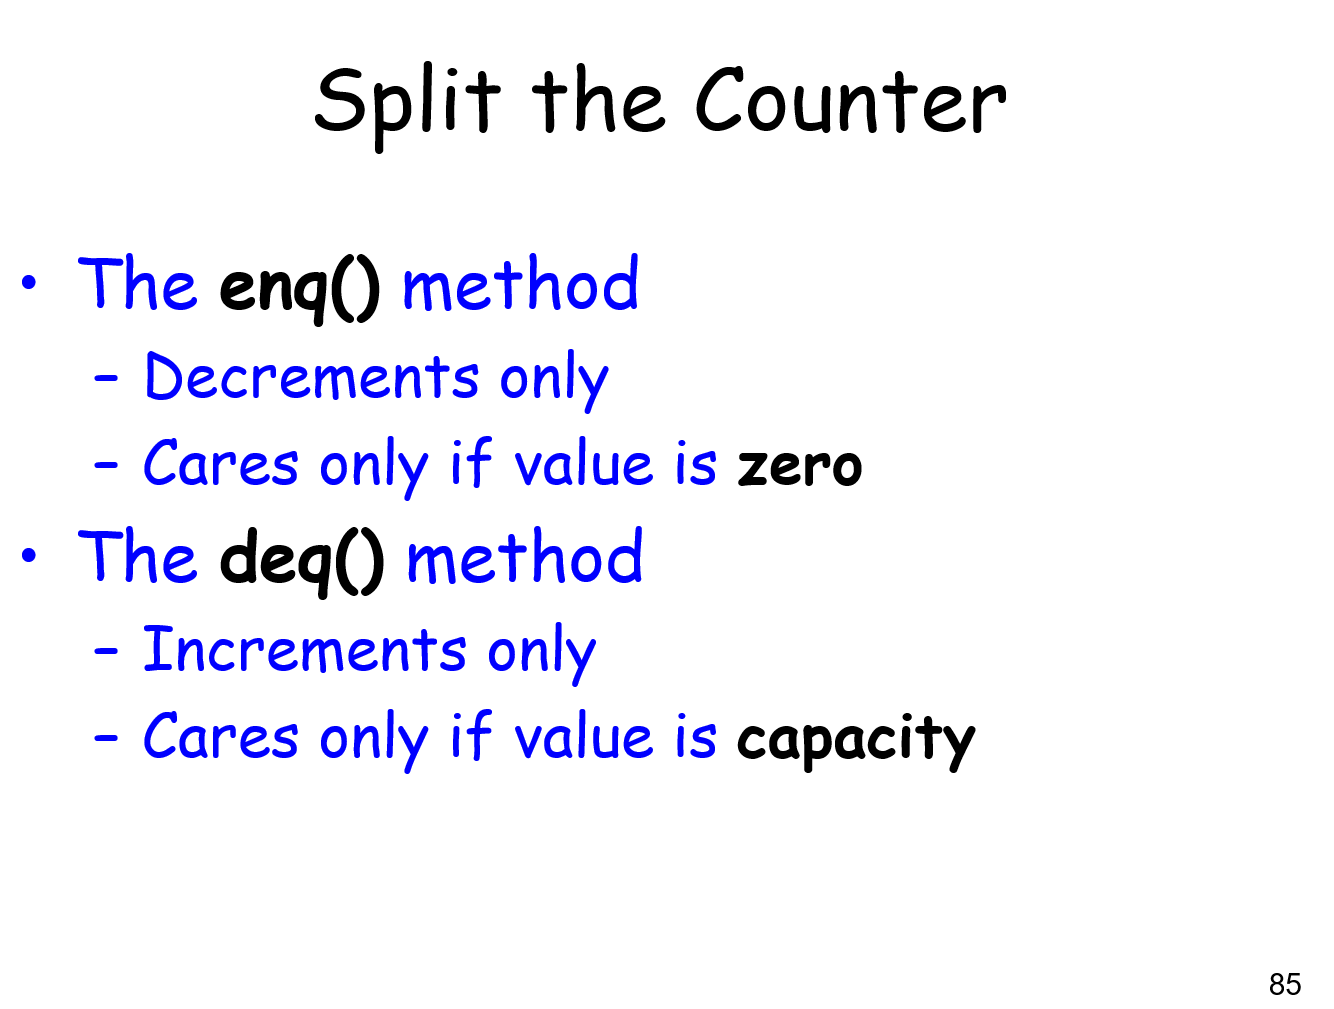 Split the Counter
• The enq() method
– Decrements only
– Cares only if value is zero
• The deq() method
– Increments only
– Cares only if value is capacity
85